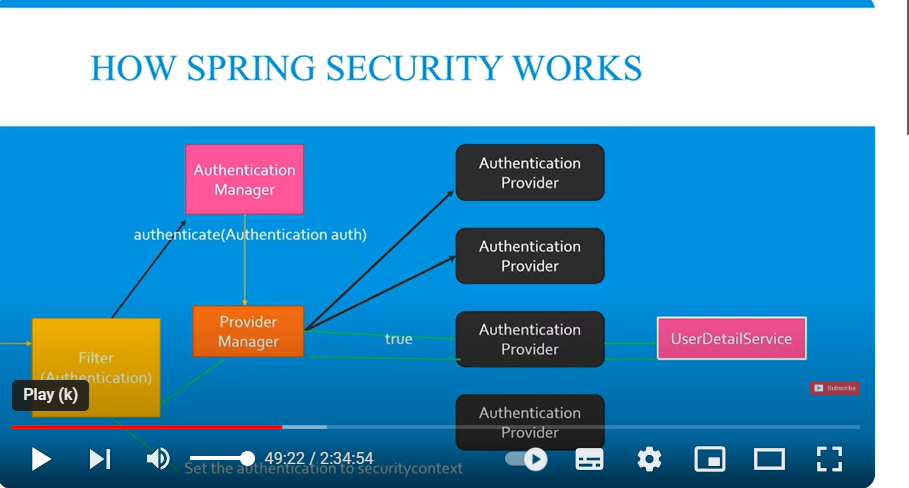 HOW SPRING SECURITY WORKS
Authentication
Manager
Authentication
Provider
authenticate(Authentication auth)
Authentication
Provider
Provider
Manager
true
Authentication
Provider
UserDetailService
Filter
(Authentication)
Play (k)
Subscribe
Authentication
Provider
49:22 / 2:34:54
Set the authentication to securitycontext